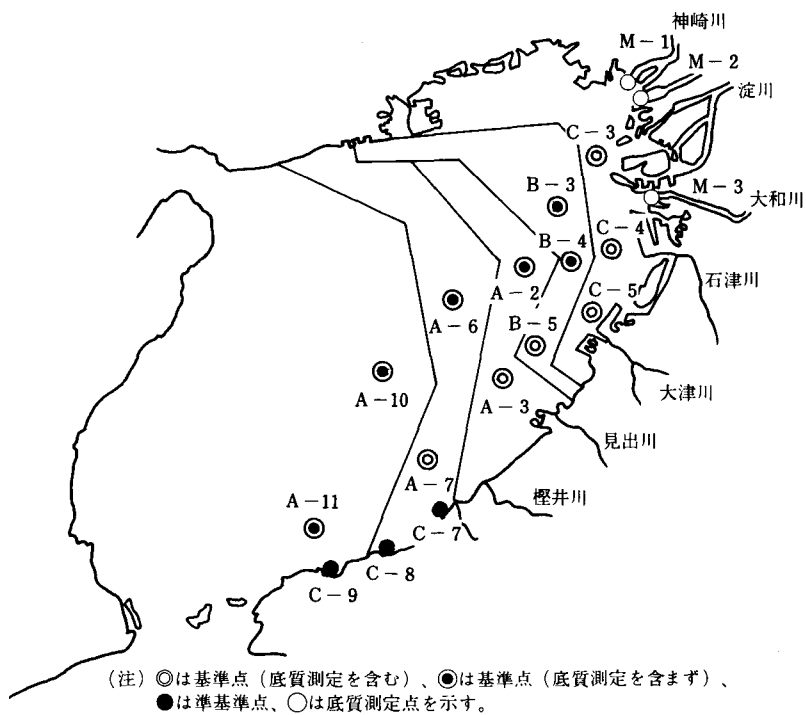 神崎川
M－1
M－2
淀川
C－3
B－3
M－3
大和川
B－4
C－4
A－2
石津川
C－5
A－6
B－5
A－10
A－3
大津川
見出川
A－7
樫井川
A－11
C－7
C－8
C－9
（注）◎は基準点（底質測定を含む）、◉は基準点（底質測定を含まず）、
●は準基準点、○は底質測定点を示す。